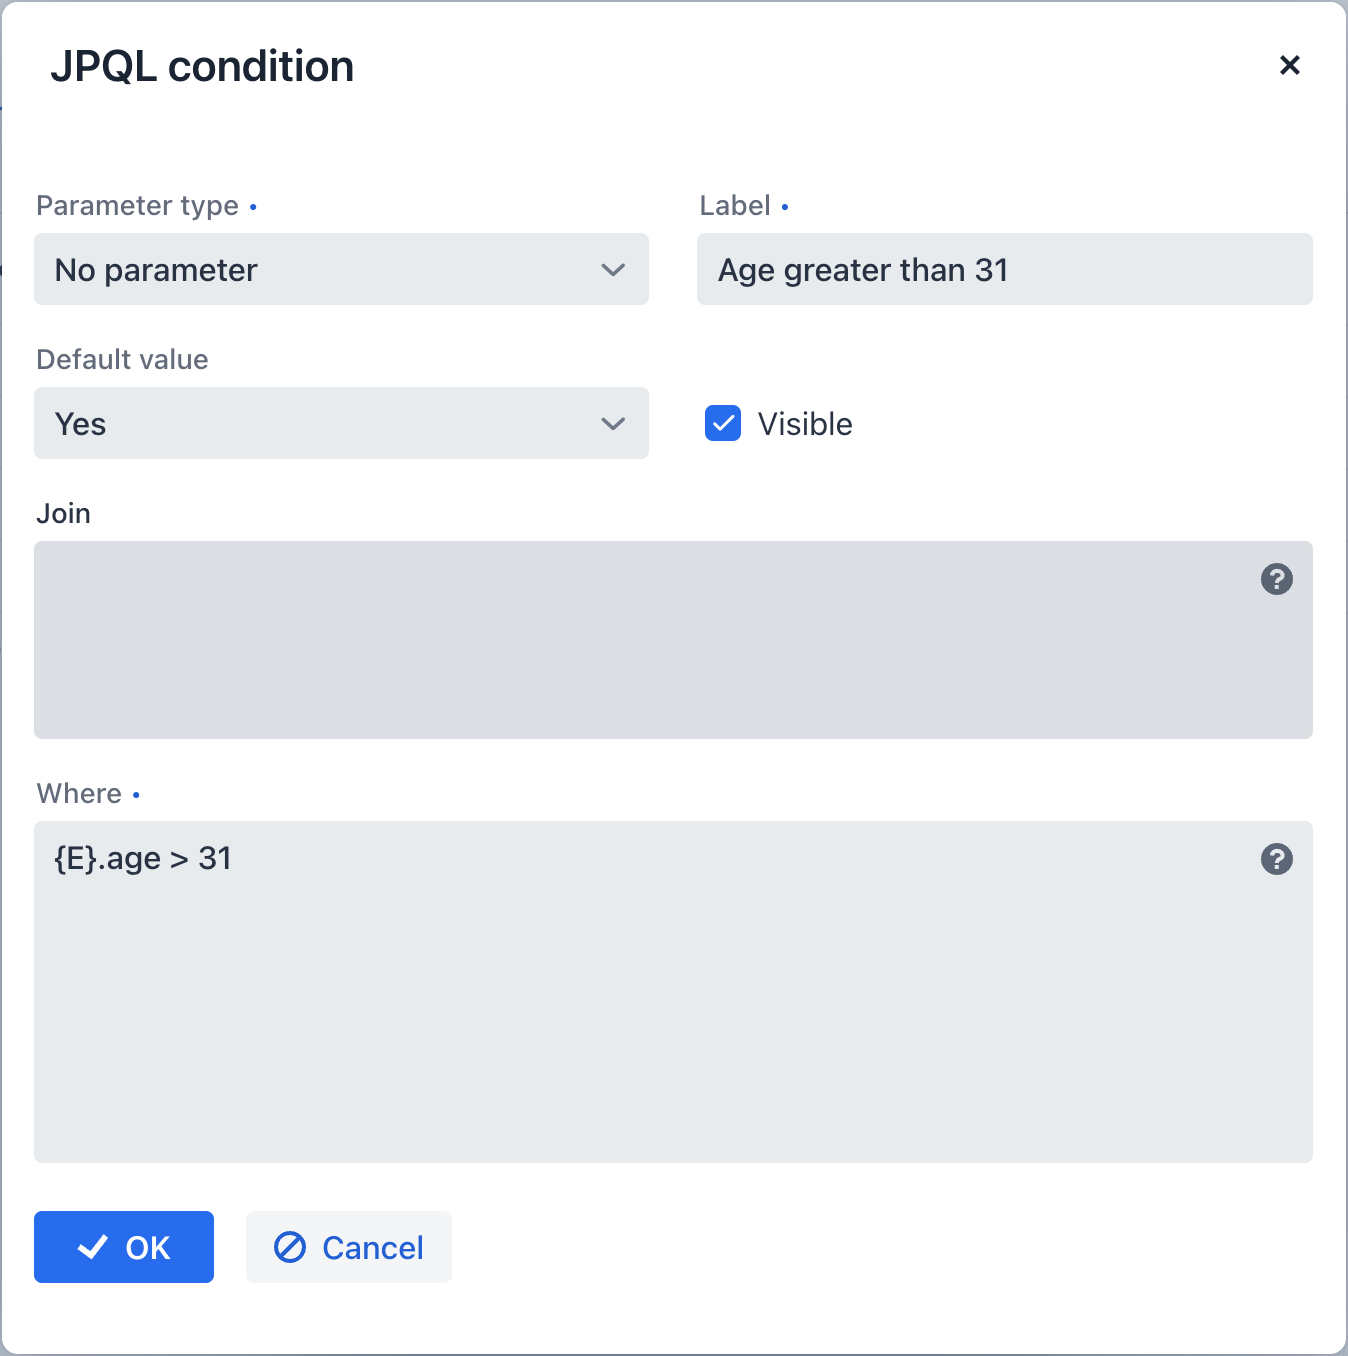 JPQL condition
Parameter type •
Label •
No parameter
Age greater than 31
Default value
Yes
Visible
Join
Where •
{E}.age > 31
OK
Cancel